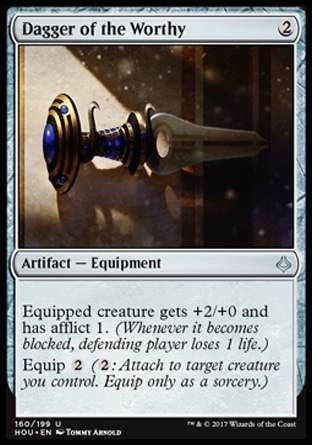 Dagger of the Worthy 2
Artifact — Equipment
Equipped creature gets +2/+0 and
has afflict 1. (Whenever it becomes
blocked, defending player loses 1 life.)
Equip 2 (2: Attach to target creature
you control. Equip only as a sorcery.)
160/199 U
HOU • EN Tommy Arnold
™ & © 2017 Wizards of the Coast